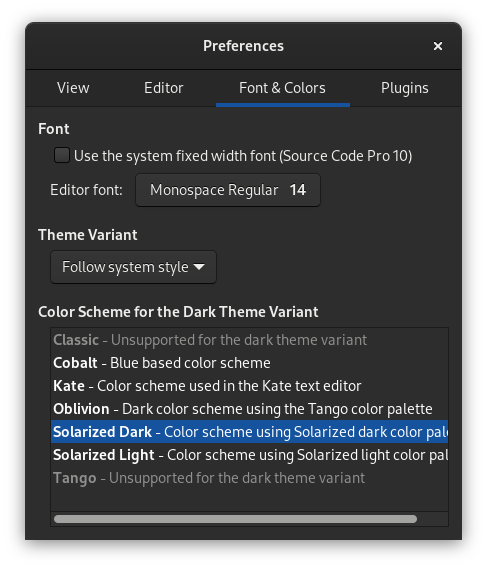 Preferences
View Editor Font & Colors Plugins
Font
Use the system fixed width font (Source Code Pro 10)
Editor font: Monospace Regular 14
Theme Variant
Follow system style
Color Scheme for the Dark Theme Variant
Classic - Unsupported for the dark theme variant
Cobalt - Blue based color scheme
Kate - Color scheme used in the Kate text editor
Oblivion - Dark color scheme using the Tango color palette
Solarized Dark - Color scheme using Solarized dark color pal
Solarized Light - Color scheme using Solarized light color pal
Tango - Unsupported for the dark theme variant